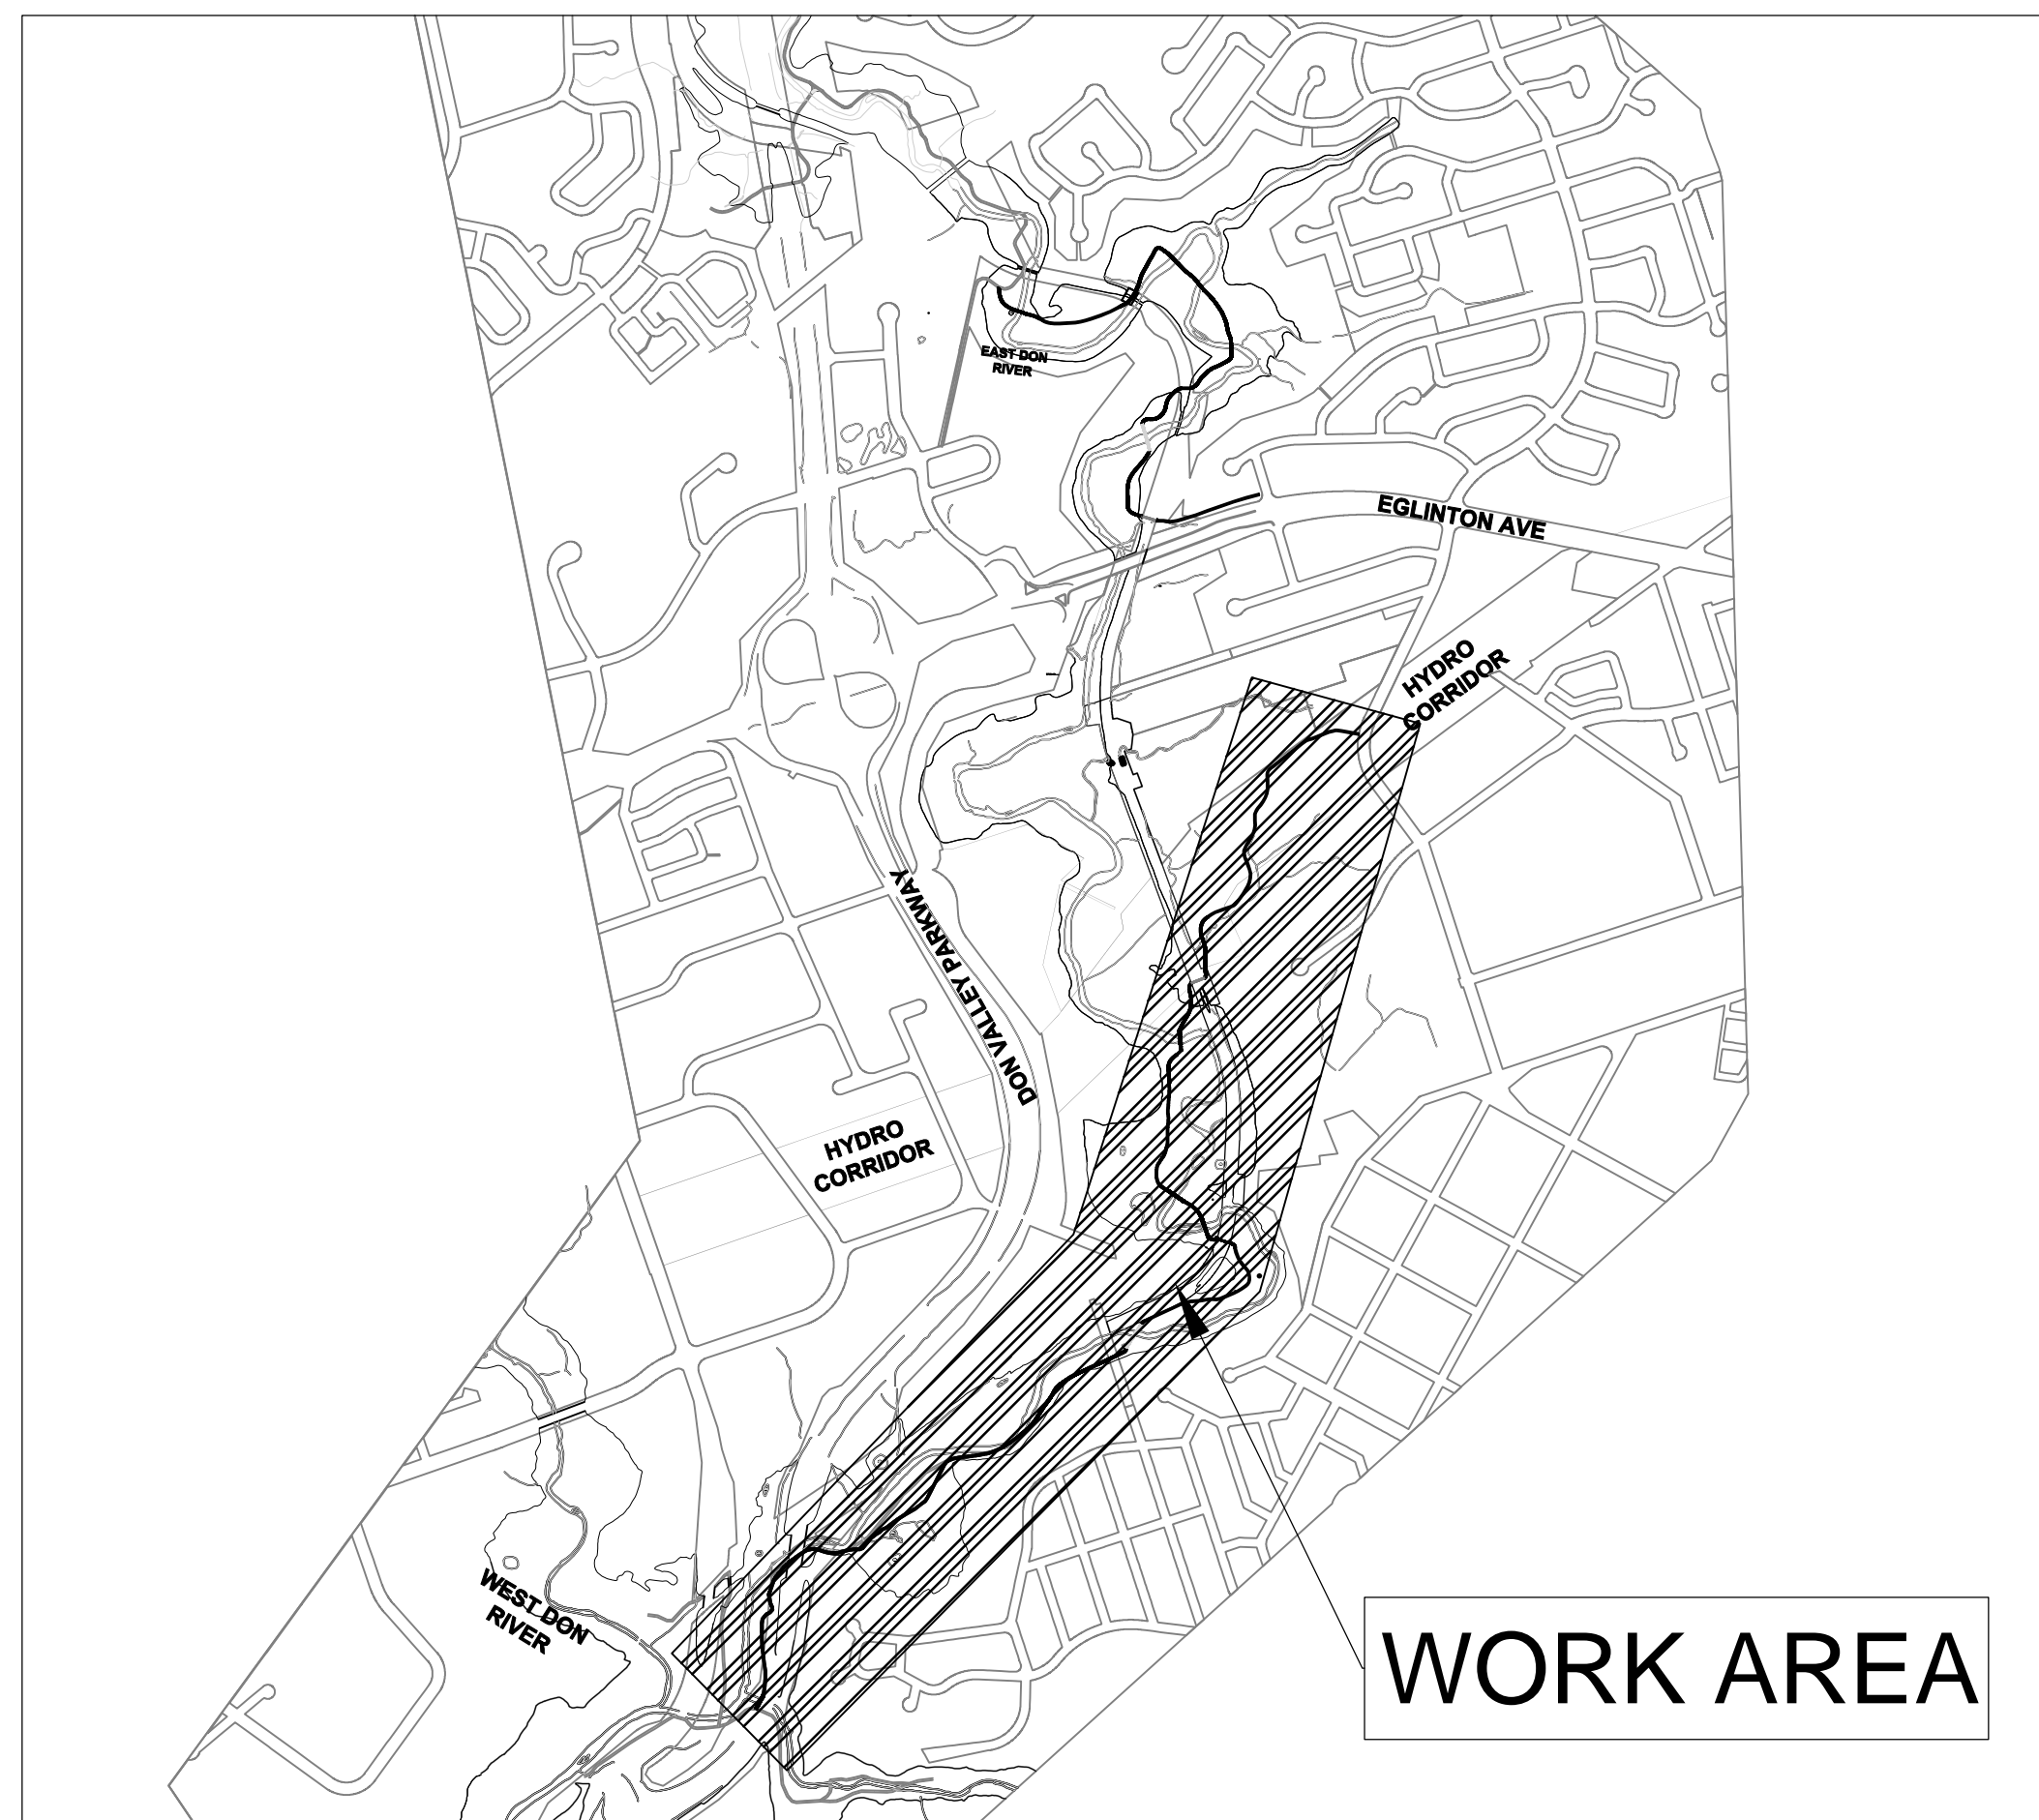 EAST DON
RIVER
EGLINTON AVE
HYDRO
CORRIDOR
DON VALLEY PARKWAY
HYDRO
CORRIDOR
WEST DON
RIVER
WORK AREA